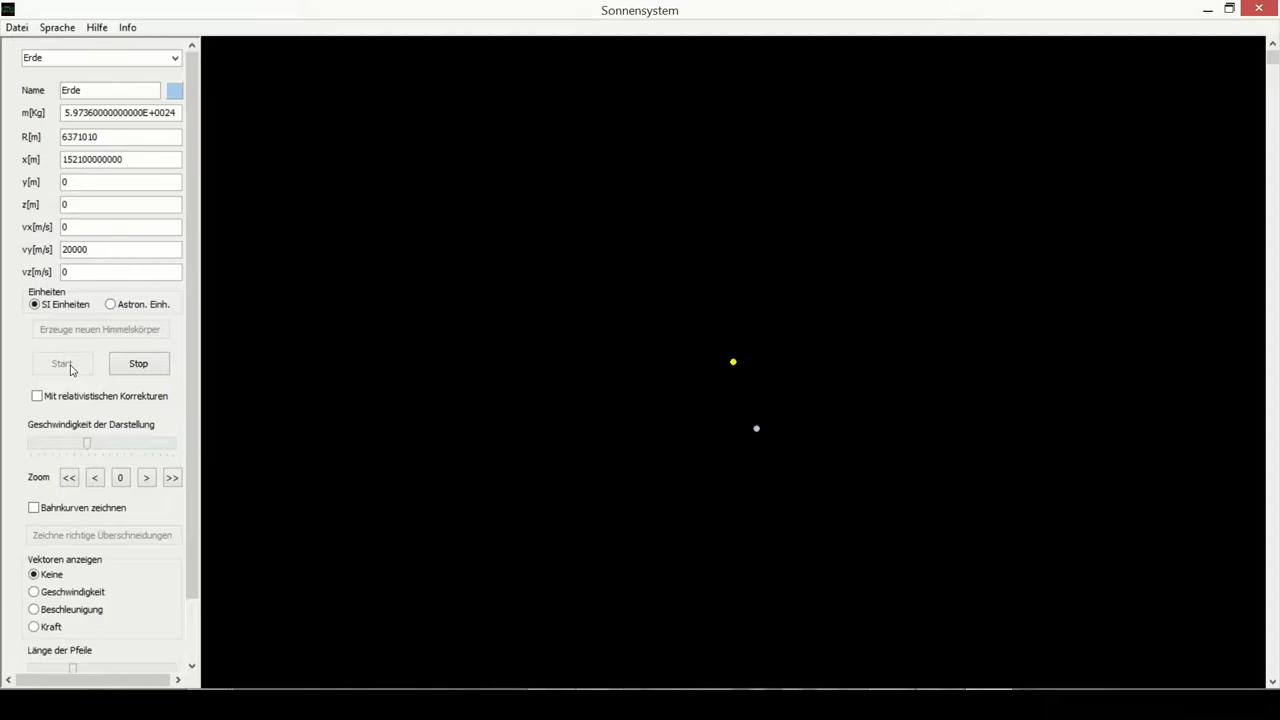 Sonnensystem
Datei Sprache Hilfe Info
Erde
Name Erde
m[Kg] 5.97360000000000E+0024
R[m] 6371010
x[m] 152100000000
y[m] 0
z[m] 0
vx[m/s] 0
vy[m/s] 20000
vz[m/s] 0
Einheiten
SI Einheiten Astron. Einh.
Erzeuge neuen Himmelskörper
Start Stop
Mit relativistischen Korrekturen
Geschwindigkeit der Darstellung
Zoom << < 0 > >>
Bahnkurven zeichnen
Zeichne richtige Überschneidungen
Vektoren anzeigen
Keine
Geschwindigkeit
Beschleunigung
Kraft
Länge der Pfeile